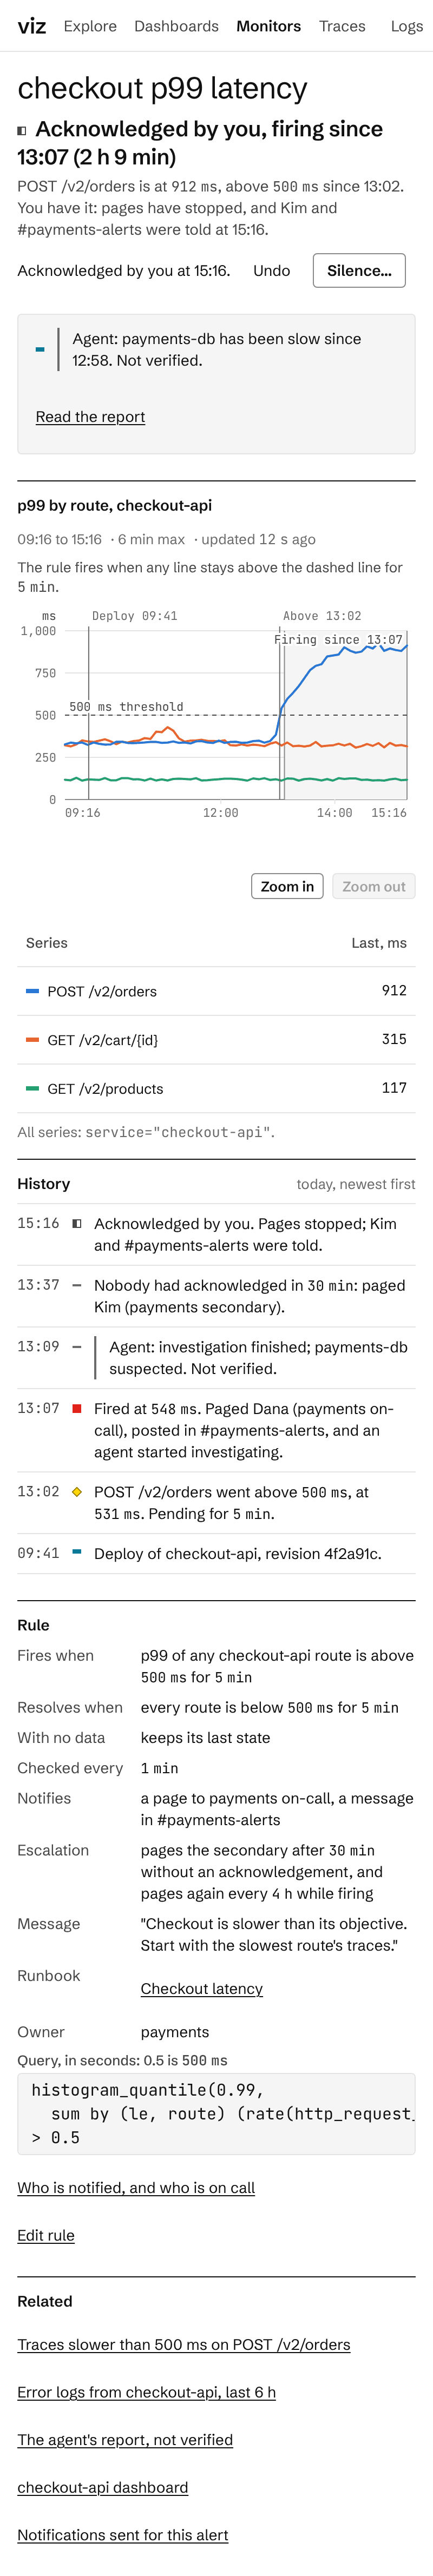 viz Explore Dashboards Monitors Traces Logs
checkout p99 latency
Acknowledged by you, firing since
13:07 (2 h 9 min)
POST /v2/orders is at 912 ms, above 500 ms since 13:02.
You have it: pages have stopped, and Kim and
#payments-alerts were told at 15:16.
Acknowledged by you at 15:16. Undo Silence...
Agent: payments-db has been slow since
12:58. Not verified.
Read the report
p99 by route, checkout-api
09:16 to 15:16 · 6 min max · updated 12 s ago
The rule fires when any line stays above the dashed line for
5 min.
ms Deploy 09:41 Above 13:02
1,000 Firing since 13:07
750
500 ms threshold
500
250
0
09:16 12:00 14:00 15:16
Zoom in Zoom out
Series Last, ms
POST /v2/orders 912
GET /v2/cart/{id} 315
GET /v2/products 117
All series: service="checkout-api".
History today, newest first
15:16 Acknowledged by you. Pages stopped; Kim
and #payments-alerts were told.
13:37 Nobody had acknowledged in 30 min: paged
Kim (payments secondary).
13:09 Agent: investigation finished; payments-db
suspected. Not verified.
13:07 Fired at 548 ms. Paged Dana (payments on-
call), posted in #payments-alerts, and an
agent started investigating.
13:02 POST /v2/orders went above 500 ms, at
531 ms. Pending for 5 min.
09:41 Deploy of checkout-api, revision 4f2a91c.
Rule
Fires when p99 of any checkout-api route is above
500 ms for 5 min
Resolves when every route is below 500 ms for 5 min
With no data keeps its last state
Checked every 1 min
Notifies a page to payments on-call, a message
in #payments-alerts
Escalation pages the secondary after 30 min
without an acknowledgement, and
pages again every 4 h while firing
Message "Checkout is slower than its objective.
Start with the slowest route's traces."
Runbook Checkout latency
Owner payments
Query, in seconds: 0.5 is 500 ms
histogram_quantile(0.99,
sum by (le, route) (rate(http_request_
> 0.5
Who is notified, and who is on call
Edit rule
Related
Traces slower than 500 ms on POST /v2/orders
Error logs from checkout-api, last 6 h
The agent's report, not verified
checkout-api dashboard
Notifications sent for this alert